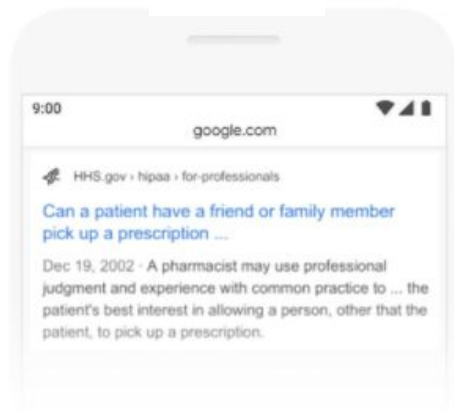 9:00
google.com
HHS.gov › hipaa › for-professionals
Can a patient have a friend or family member
pick up a prescription ...
Dec 19, 2002 · A pharmacist may use professional
judgment and experience with common practice to ... the
patient's best interest in allowing a person, other that the
patient, to pick up a prescription.